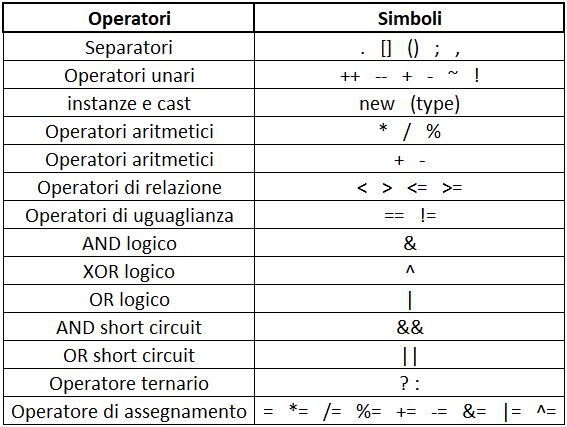 Operatori Simboli
Separatori . [] () ; ,
Operatori unari ++ -- + - ~ !
instanze e cast new (type)
Operatori aritmetici * / %
Operatori aritmetici + -
Operatori di relazione < > <= >=
Operatori di uguaglianza == !=
AND logico &
XOR logico ^
OR logico |
AND short circuit &&
OR short circuit ||
Operatore ternario ? :
Operatore di assegnamento = *= /= %= += -= &= |= ^=